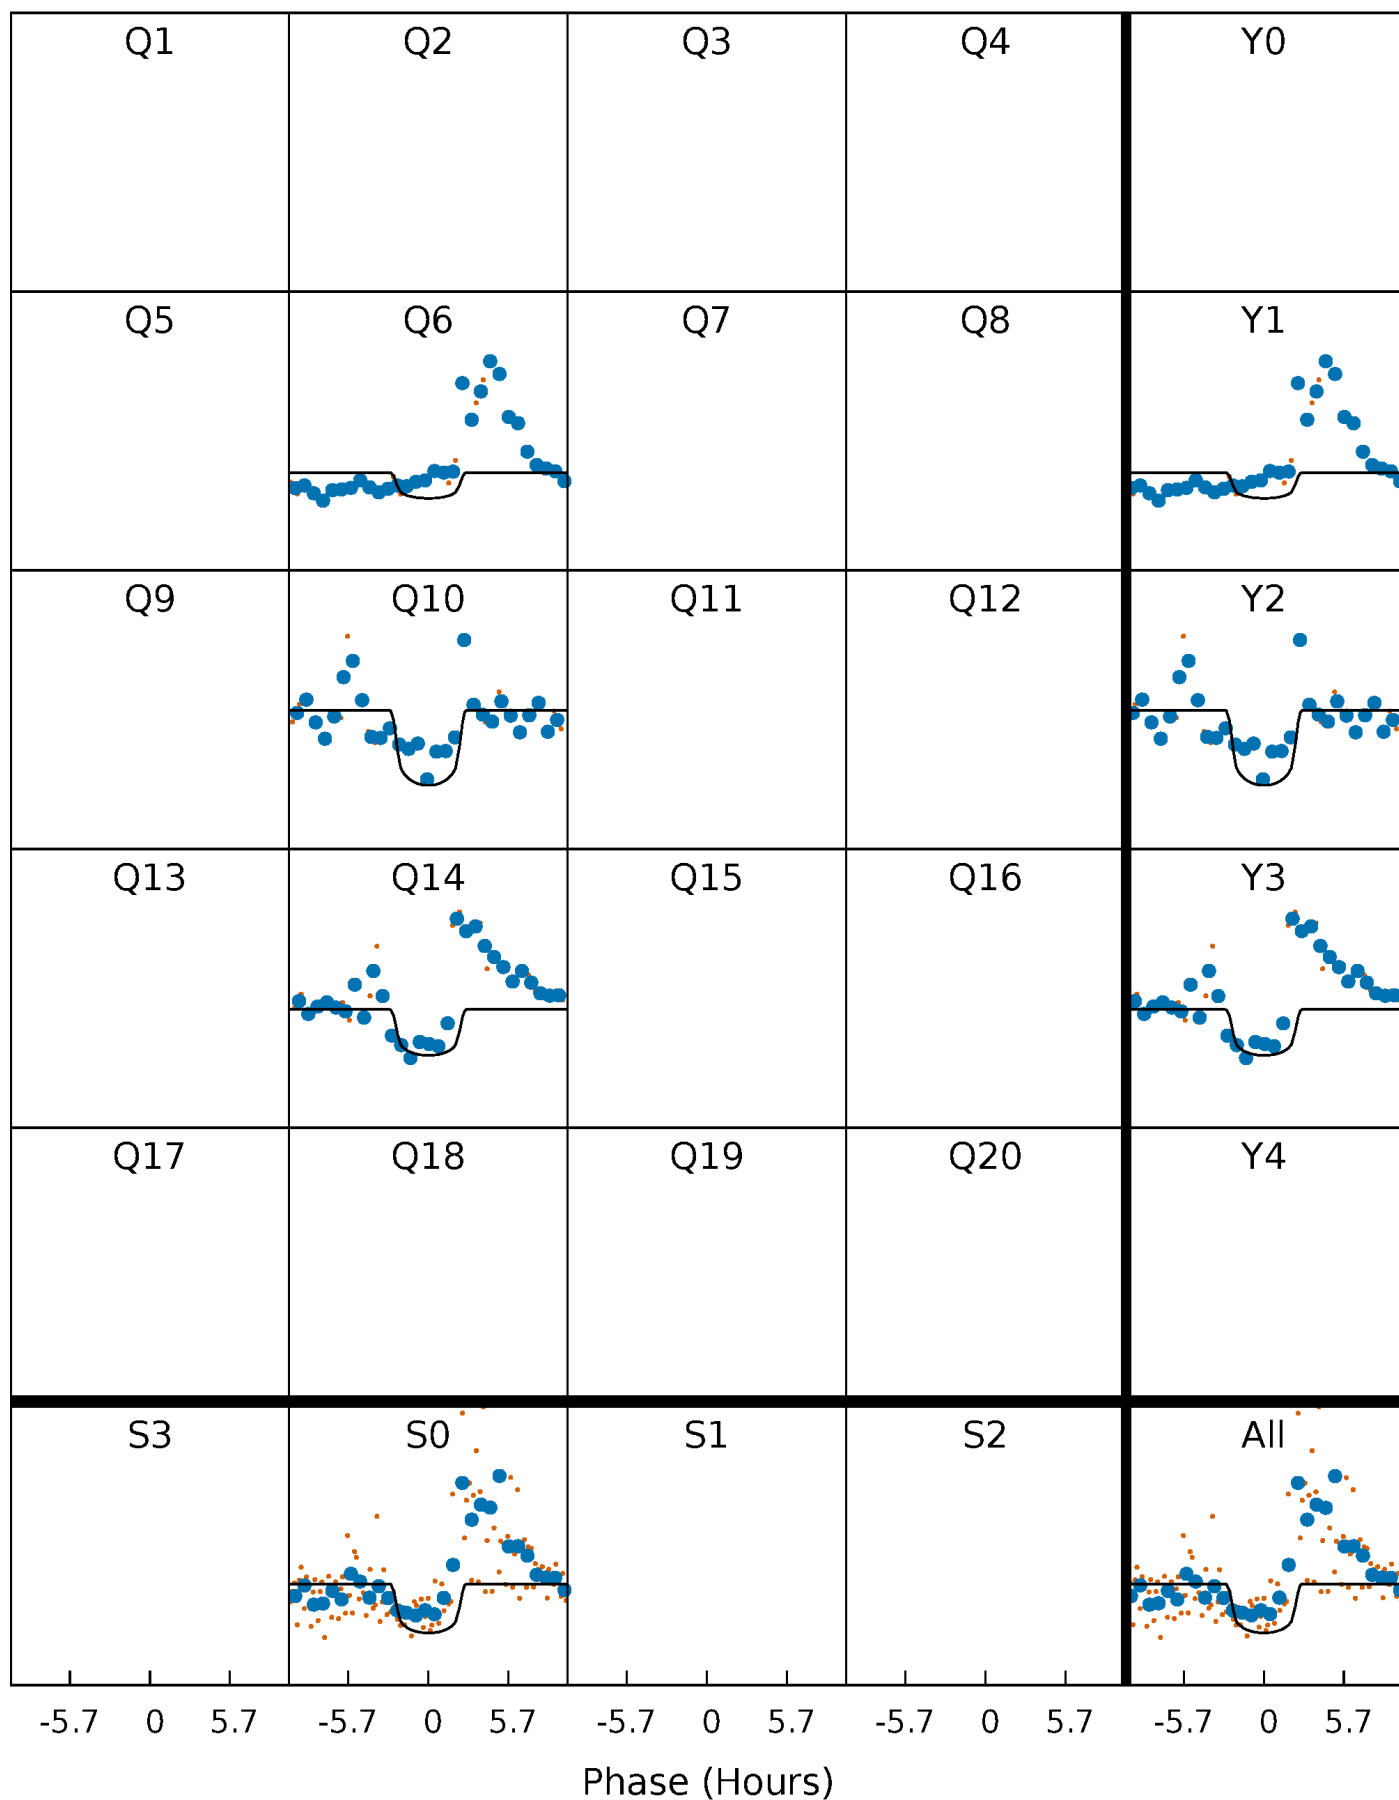 Q1 Q2 Q3 Q4 Y0
Q5 Q6 Q7 Q8 Y1
Q9 Q10 Q11 Q12 Y2
Q13 Q14 Q15 Q16 Y3
Q17 Q18 Q19 Q20 Y4
S3 S0 S1 S2 All
-5.7 0 5.7 -5.7 0 5.7 -5.7 0 5.7 -5.7 0 5.7 -5.7 0 5.7
Phase (Hours)